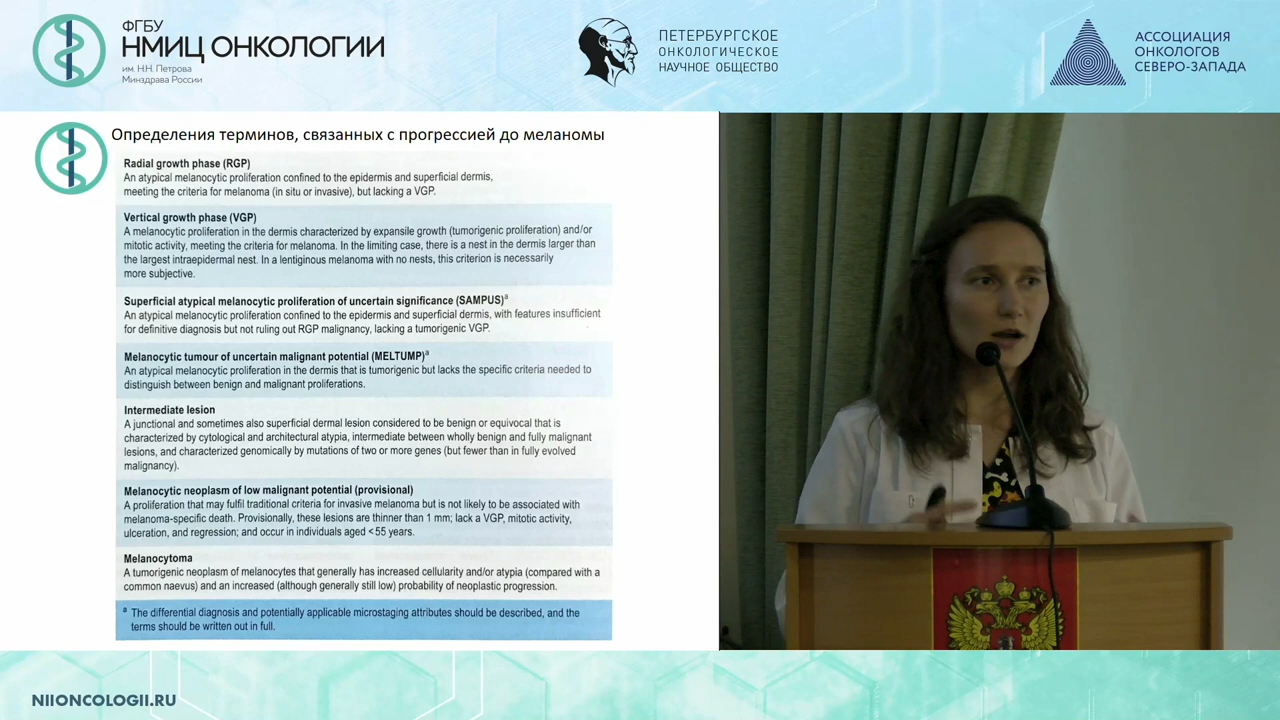 ФГБУ
НМИЦ ОНКОЛОГИИ
им. Н.Н. Петрова
Минздрава России
ПЕТЕРБУРГСКОЕ
ОНКОЛОГИЧЕСКОЕ
НАУЧНОЕ ОБЩЕСТВО
АССОЦИАЦИЯ
ОНКОЛОГОВ
СЕВЕРО-ЗАПАДА
Определения терминов, связанных с прогрессией до меланомы
Radial growth phase (RGP)
An atypical melanocytic proliferation confined to the epidermis and superficial dermis,
meeting the criteria for melanoma (in situ or invasive), but lacking a VGP.
Vertical growth phase (VGP)
A melanocytic proliferation in the dermis characterized by expansile growth (tumorigenic proliferation) and/or
mitotic activity, meeting the criteria for melanoma. In the limiting case, there is a nest in the dermis larger than
the largest intraepidermal nest. In a lentiginous melanoma with no nests, this criterion is necessarily
more subjective.
Superficial atypical melanocytic proliferation of uncertain significance (SAMPUS)a
An atypical melanocytic proliferation confined to the epidermis and superficial dermis, with features insufficient
for definitive diagnosis but not ruling out RGP malignancy, lacking a tumorigenic VGP.
Melanocytic tumour of uncertain malignant potential (MELTUMP)a
An atypical melanocytic proliferation in the dermis that is tumorigenic but lacks the specific criteria needed to
distinguish between benign and malignant proliferations.
Intermediate lesion
A junctional and sometimes also superficial dermal lesion considered to be benign or equivocal that is
characterized by cytological and architectural atypia, intermediate between wholly benign and fully malignant
lesions, and characterized genomically by mutations of two or more genes (but fewer than in fully evolved
malignancy).
Melanocytic neoplasm of low malignant potential (provisional)
A proliferation that may fulfil traditional criteria for invasive melanoma but is not likely to be associated with
melanoma-specific death. Provisionally, these lesions are thinner than 1 mm; lack a VGP, mitotic activity,
ulceration, and regression; and occur in individuals aged <55 years.
Melanocytoma
A tumorigenic neoplasm of melanocytes that generally has increased cellularity and/or atypia (compared with a
common naevus) and an increased (although generally still low) probability of neoplastic progression.
a The differential diagnosis and potentially applicable microstaging attributes should be described, and the
terms should be written out in full.
NIIONCOLOGII.RU